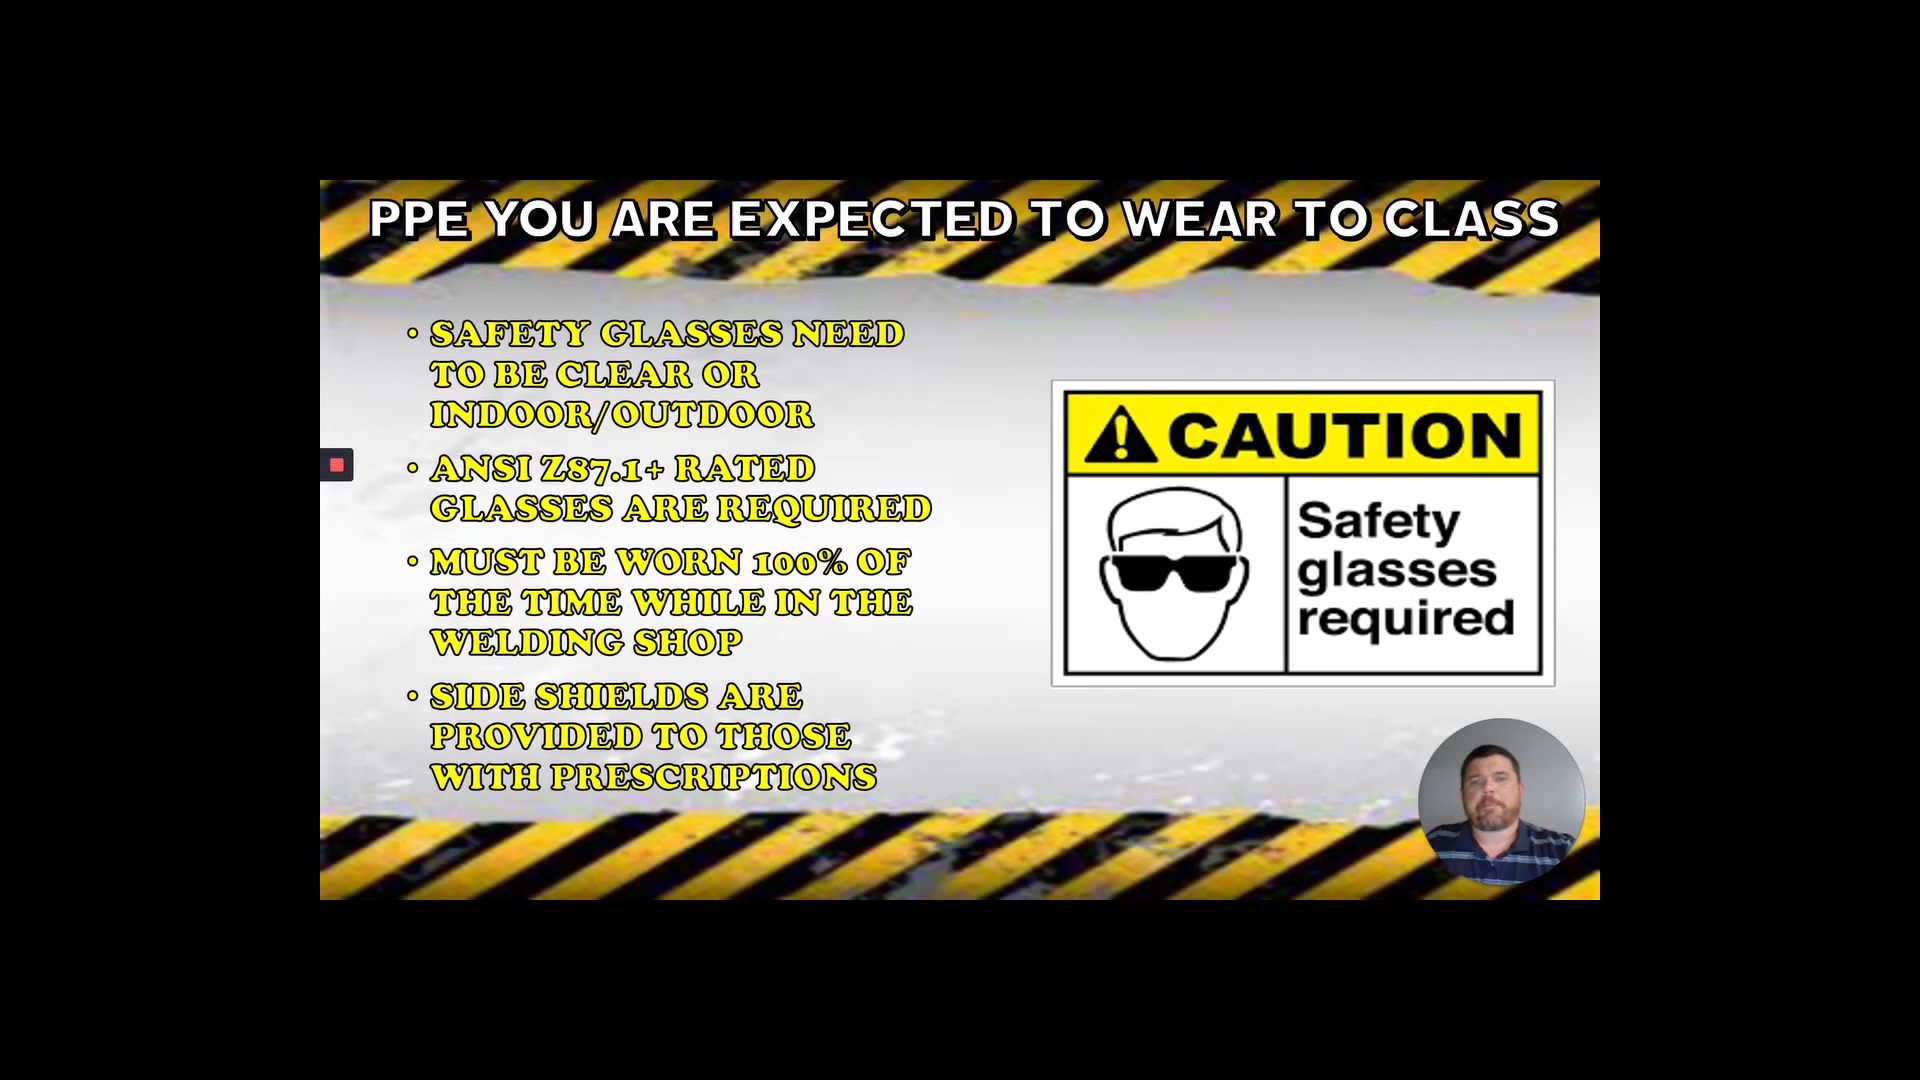 PPE YOU ARE EXPECTED TO WEAR TO CLASS
• SAFETY GLASSES NEED
TO BE CLEAR OR
INDOOR/OUTDOOR
• ANSI Z87.1+ RATED
GLASSES ARE REQUIRED
• MUST BE WORN 100% OF
THE TIME WHILE IN THE
WELDING SHOP
• SIDE SHIELDS ARE
PROVIDED TO THOSE
WITH PRESCRIPTIONS
CAUTION
Safety
glasses
required